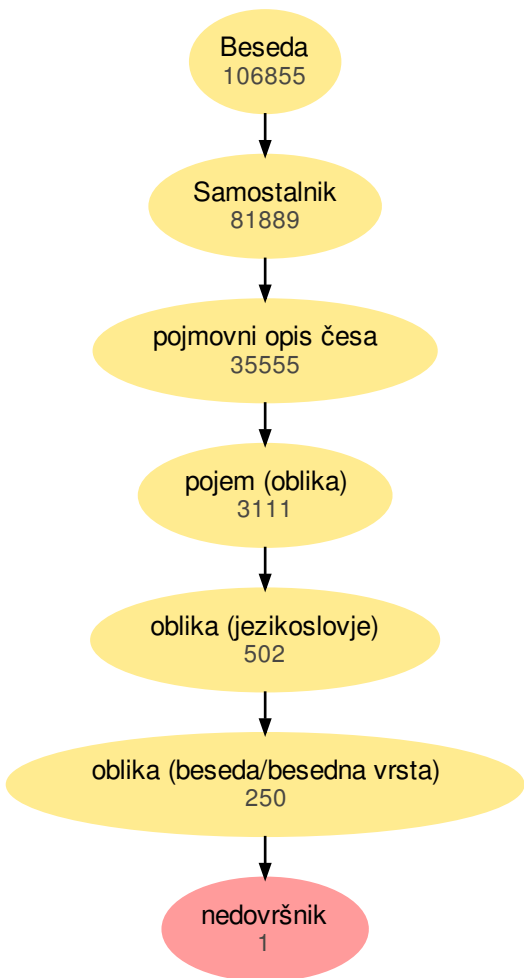 Beseda
106855
Samostalnik
81889
pojmovni opis česa
35555
pojem (oblika)
3111
oblika (jezikoslovje)
502
oblika (beseda/besedna vrsta)
250
nedovršnik
1